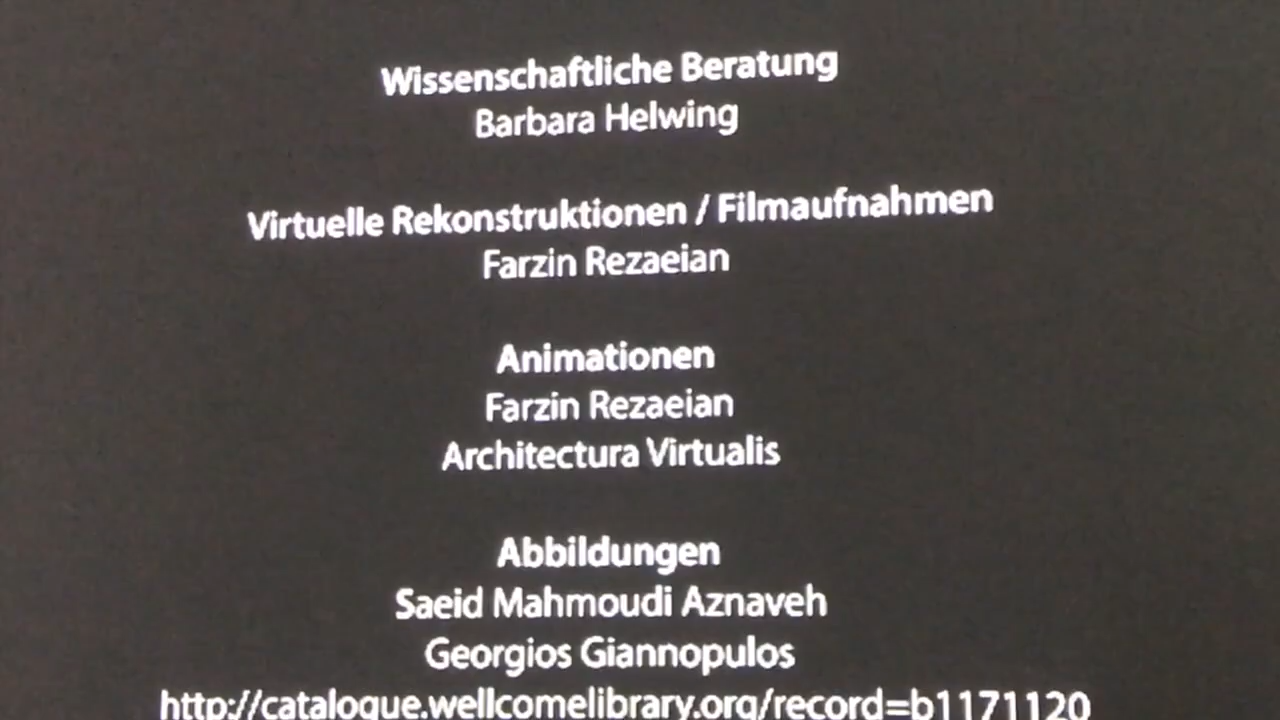 Wissenschaftliche Beratung
Barbara Helwing
Virtuelle Rekonstruktionen / Filmaufnahmen
Farzin Rezaeian
Animationen
Farzin Rezaeian
Architectura Virtualis
Abbildungen
Saeid Mahmoudi Aznaveh
Georgios Giannopulos
http://catalogue.wellcomelibrary.org/record=b1171120